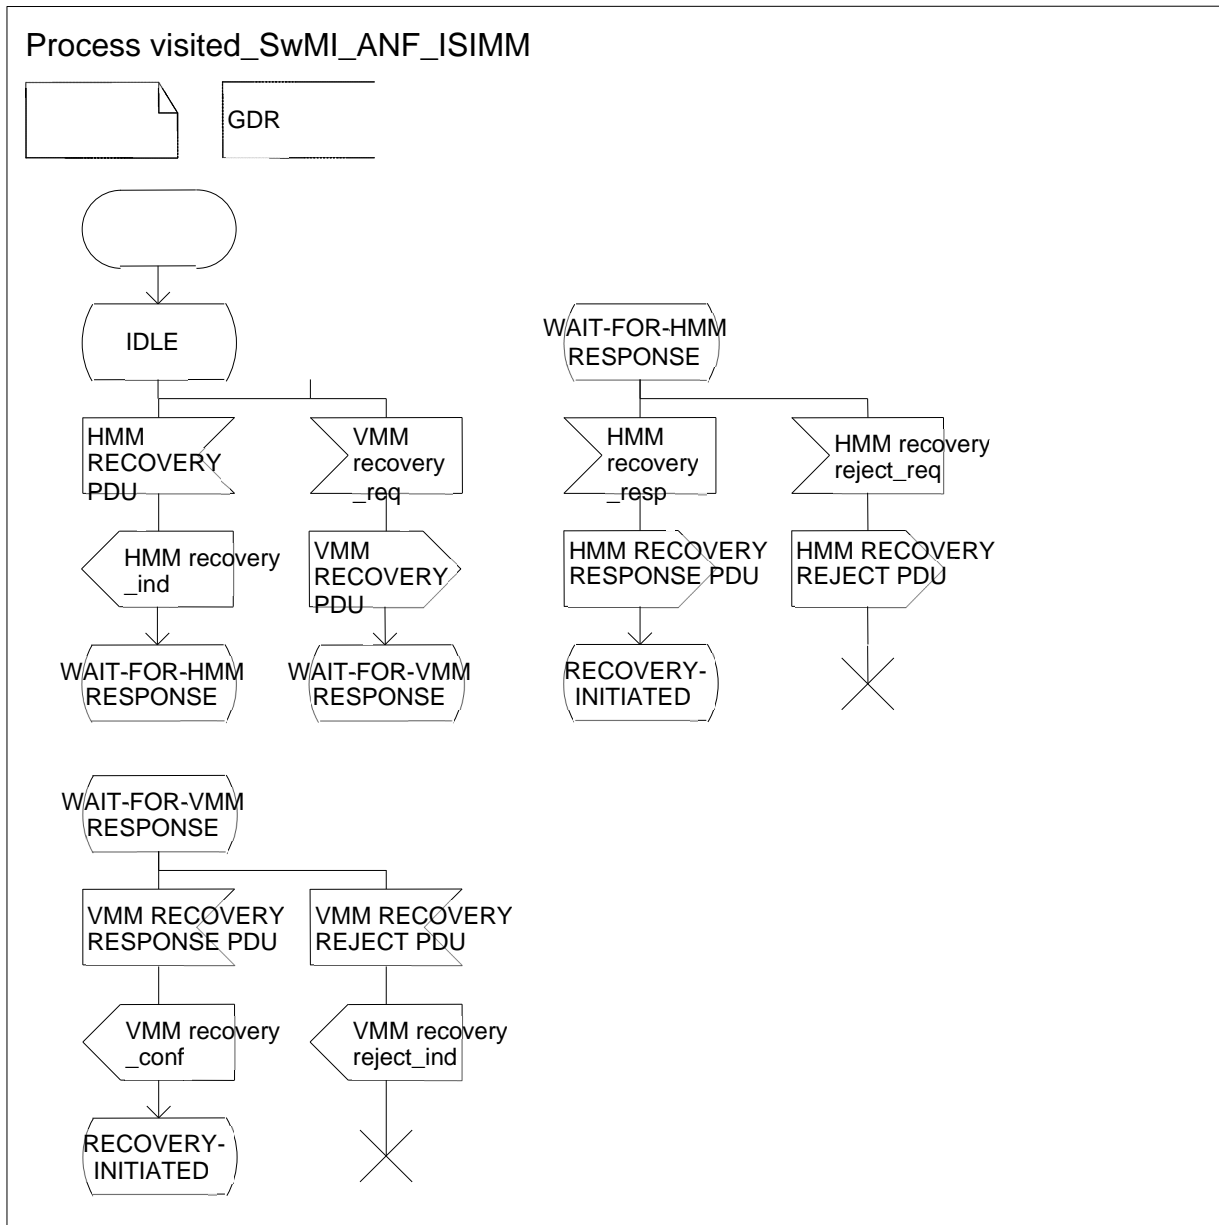 Process visited_SwMI_ANF_ISIMM
GDR
IDLE
HMM
RECOVERY
PDU
VMM
recovery
_req
HMM recovery
_ind
VMM
RECOVERY
PDU
WAIT-FOR-HMM
RESPONSE
WAIT-FOR-VMM
RESPONSE
WAIT-FOR-HMM
RESPONSE
HMM
recovery
_resp
HMM recovery
reject_req
HMM RECOVERY
RESPONSE PDU
HMM RECOVERY
REJECT PDU
RECOVERY-
INITIATED
WAIT-FOR-VMM
RESPONSE
VMM RECOVERY
RESPONSE PDU
VMM RECOVERY
REJECT PDU
VMM recovery
_conf
VMM recovery
reject_ind
RECOVERY-
INITIATED